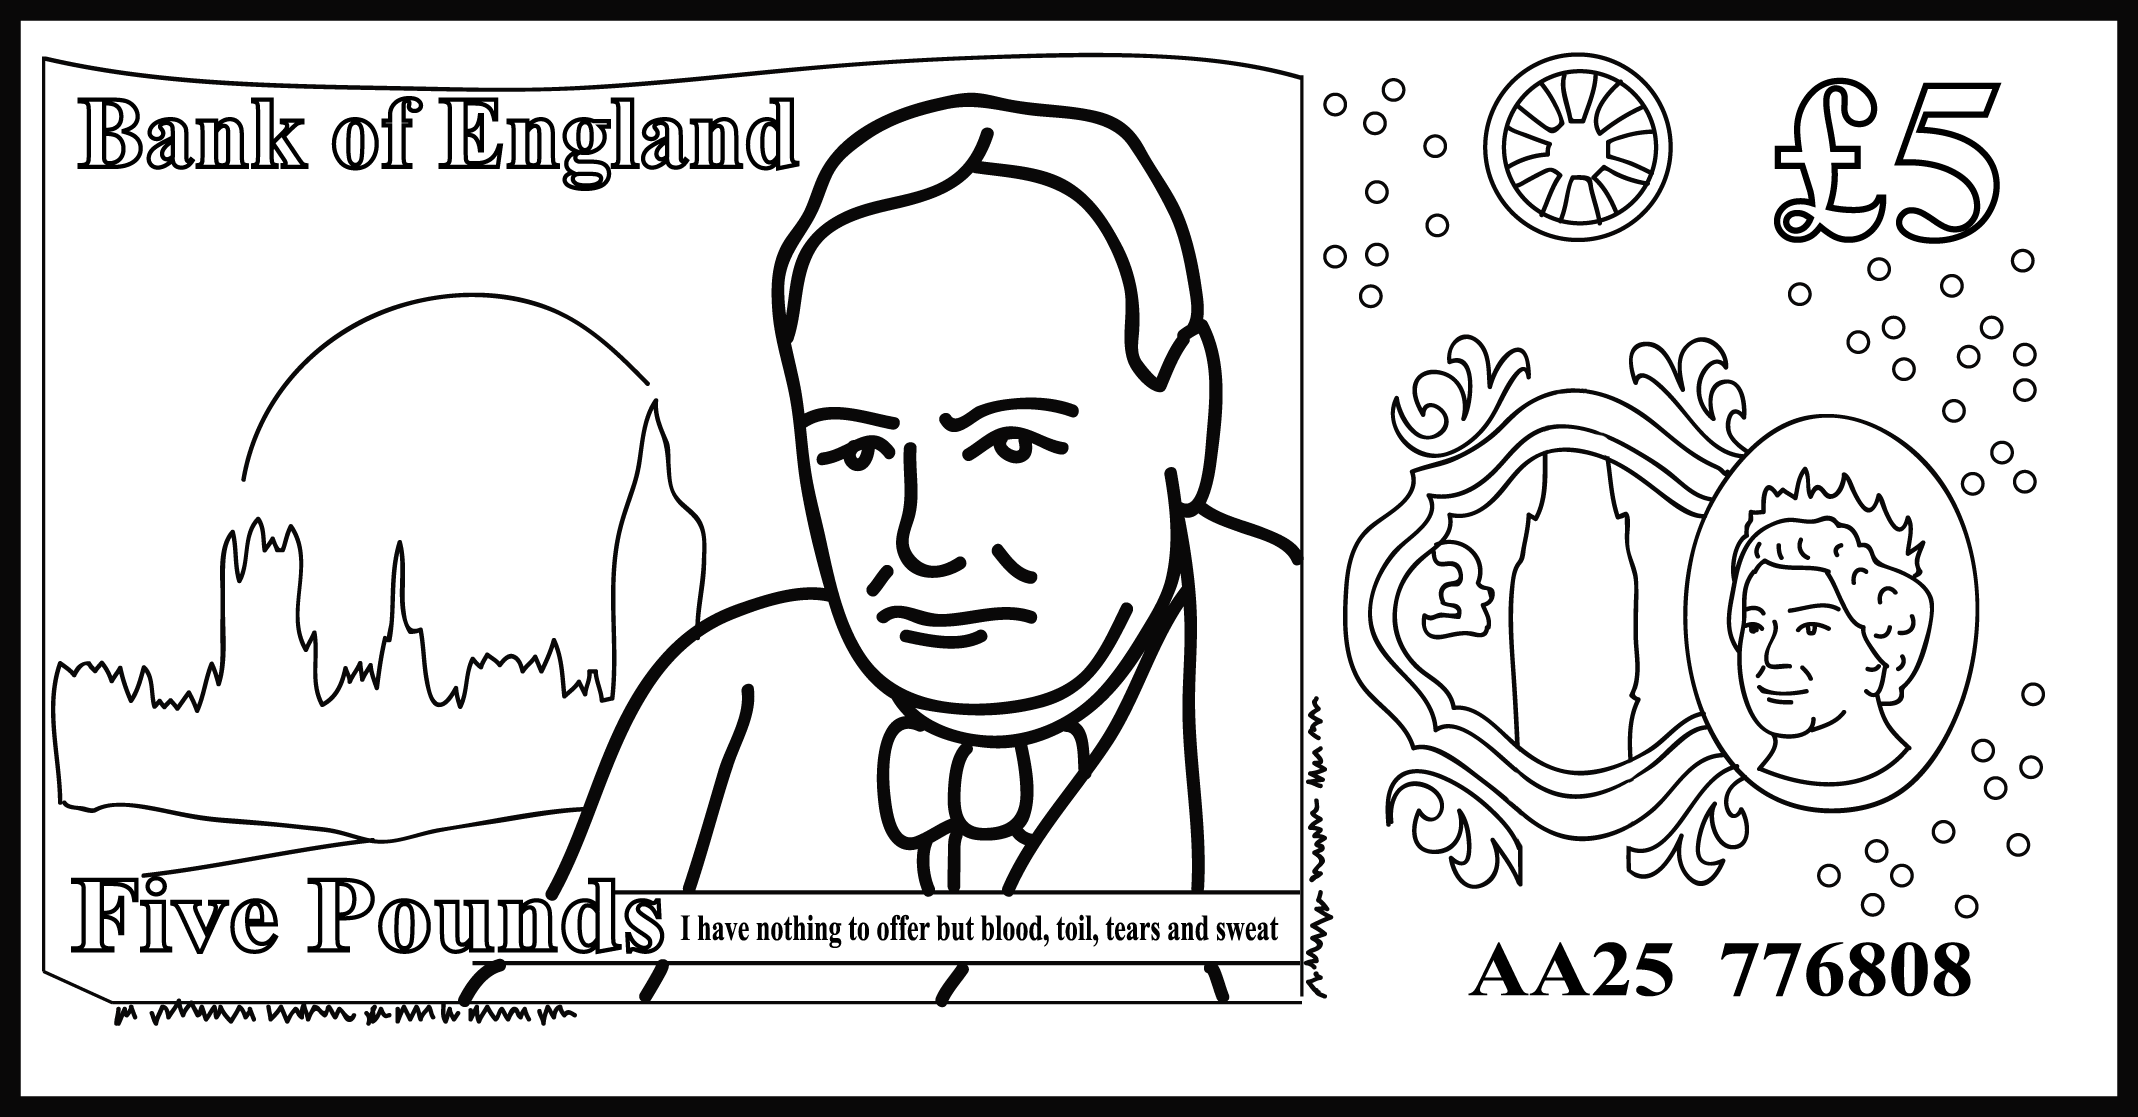 Bank of England
£5
£
Five Pounds
I have nothing to offer but blood, toil, tears and sweat
AA25 776808